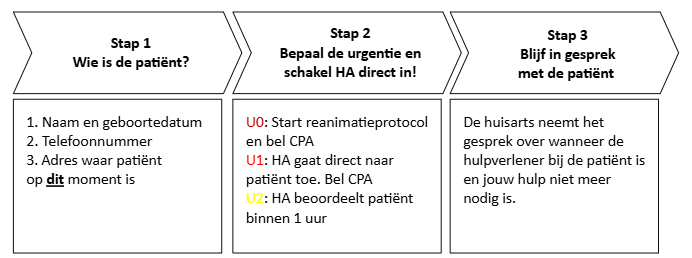 Stap 1
Wie is de patiënt?
1. Naam en geboortedatum
2. Telefoonnummer
3. Adres waar patiënt
op dit moment is
Stap 2
Bepaal de urgentie en
schakel HA direct in!
U0: Start reanimatieprotocol
en bel CPA
U1: HA gaat direct naar
patiënt toe. Bel CPA
U2: HA beoordeelt patiënt
binnen 1 uur
Stap 3
Blijf in gesprek
met de patiënt
De huisarts neemt het
gesprek over wanneer de
hulpverlener bij de patiënt is
en jouw hulp niet meer
nodig is.